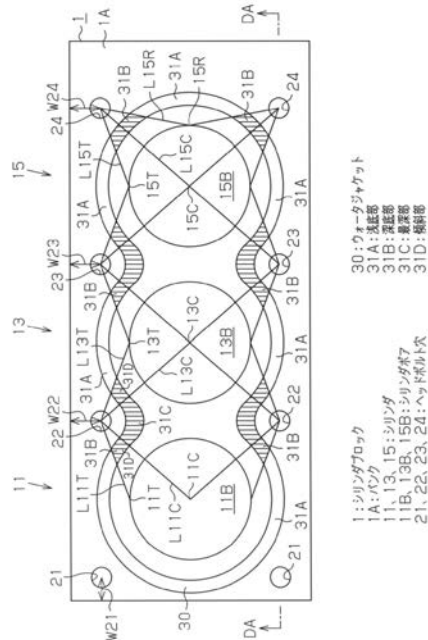 DA
DA
1
1A
W21
W22
W23
W24
11
13
15
21
21
22
22
23
23
24
24
30
31A
31A
31A
31A
31A
31A
31A
31B
31B
31B
31B
31B
31B
31C
31D
31D
L11T
L11C
L13T
L13C
L15T
L15C
L15R
11T
11C
11B
13T
13C
13B
15T
15C
15B
15R
1:シリンダブロック
1A:バンク
11、13、15:シリンダ
11B、13B、15B:シリンダボア
21、22、23、24:ヘッドボルト穴
30:ウォータジャケット
31A:浅底部
31B:深底部
31C:最深部
31D:傾斜部